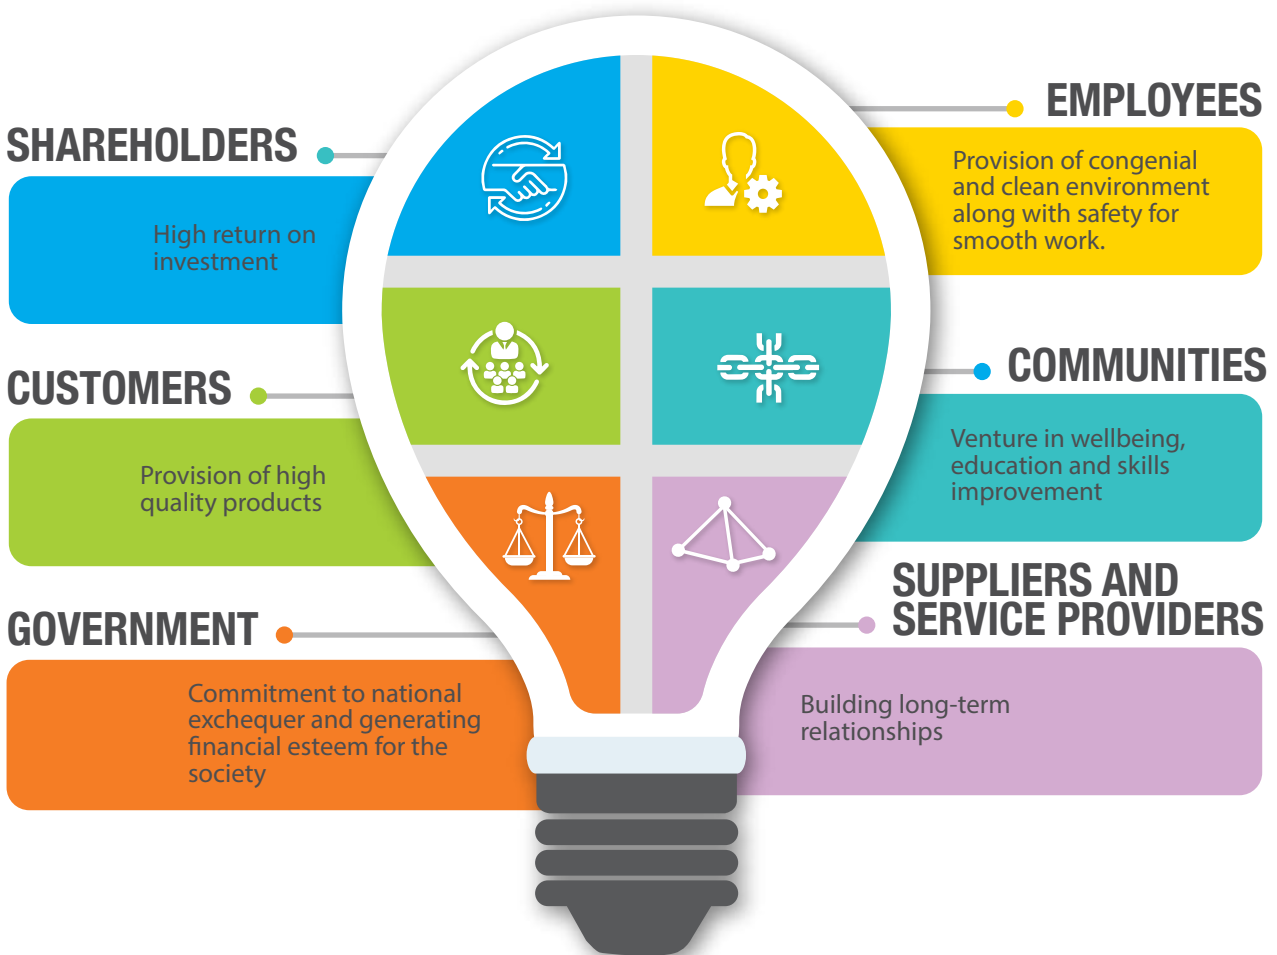 SHAREHOLDERS
High return on
investment
CUSTOMERS
Provision of high
quality products
GOVERNMENT
Commitment to national
exchequer and generating
financial esteem for the
society
EMPLOYEES
Provision of congenial
and clean environment
along with safety for
smooth work.
COMMUNITIES
Venture in wellbeing,
education and skills
improvement
SUPPLIERS AND
SERVICE PROVIDERS
Building long-term
relationships